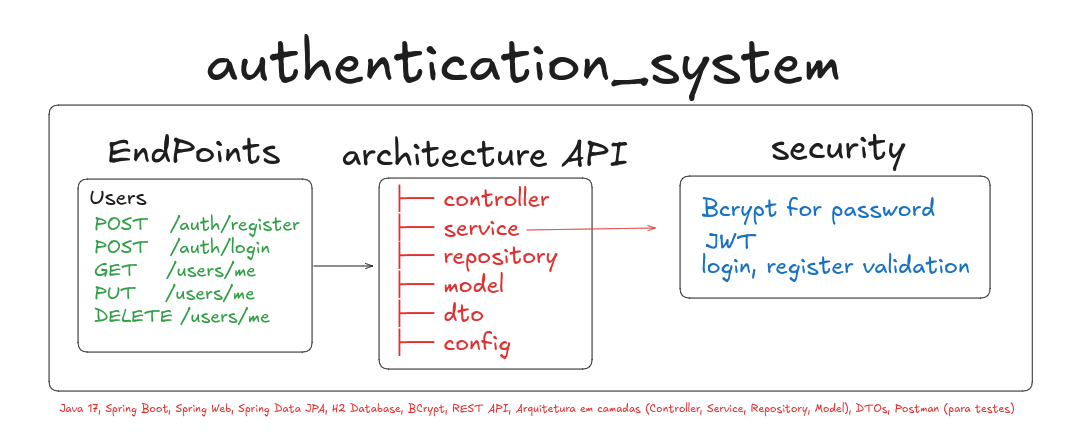 authentication_system
EndPoints
Users
POST /auth/register
POST /auth/login
GET /users/me
PUT /users/me
DELETE /users/me
architecture API
controller
service
repository
model
dto
config
security
Bcrypt for password
JWT
login, register validation
Java 17, Spring Boot, Spring Web, Spring Data JPA, H2 Database, BCrypt, REST API, Arquitetura em camadas (Controller, Service, Repository, Model), DTOs, Postman (para testes)